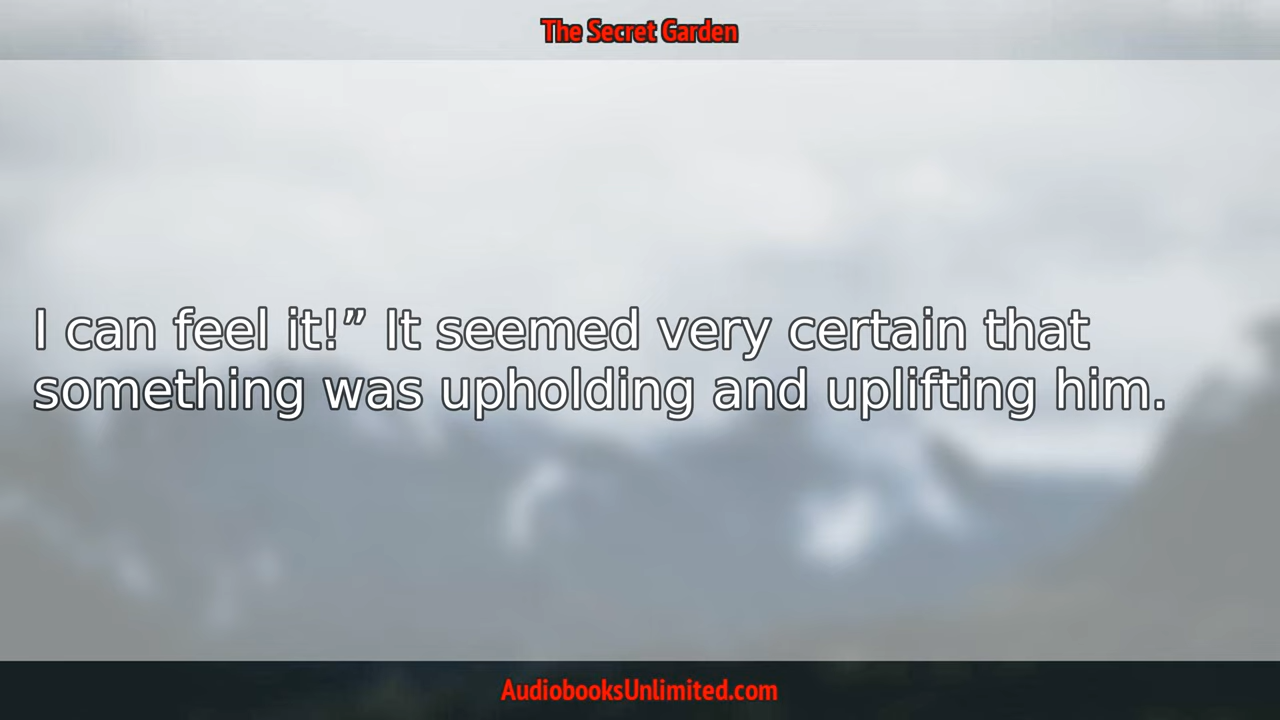 The Secret Garden
I can feel it!” It seemed very certain that
something was upholding and uplifting him.
AudiobooksUnlimited.com